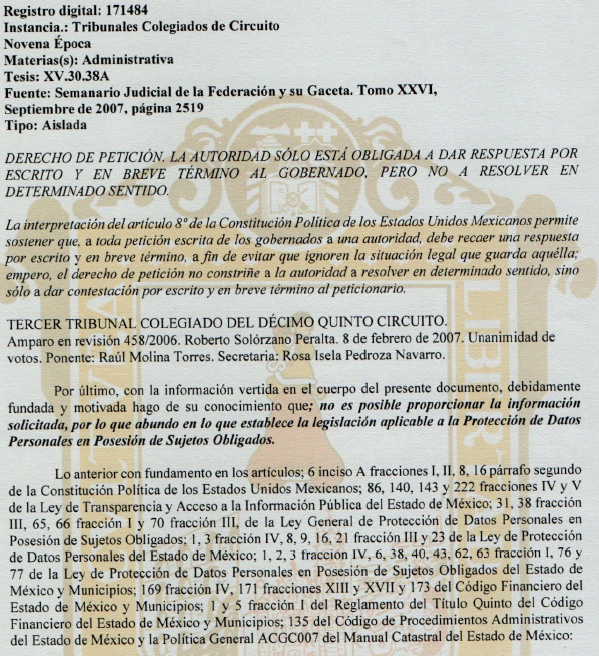 Registro digital: 171484
Instancia.: Tribunales Colegiados de Circuito
Novena Época
Materias(s): Administrativa
Tesis: XV.30.38A
Fuente: Semanario Judicial de la Federación y su Gaceta. Tomo XXVI,
Septiembre de 2007, página 2519
Tipo: Aislada
DERECHO DE PETICIÓN. LA AUTORIDAD SÓLO ESTÁ OBLIGADA A DAR RESPUESTA POR
ESCRITO Y EN BREVE TÉRMINO AL GOBERNADO, PERO NO A RESOLVER EN
DETERMINADO SENTIDO.
La interpretación del artículo 8º de la Constitución Política de los Estados Unidos Mexicanos permite
sostener que, a toda petición escrita de los gobernados a una autoridad, debe recaer una respuesta
por escrito y en breve término, a fin de evitar que ignoren la situación legal que guarda aquélla;
empero, el derecho de petición no constriñe a la autoridad a resolver en determinado sentido, sino
sólo a dar contestación por escrito y en breve término al peticionario.
TERCER TRIBUNAL COLEGIADO DEL DÉCIMO QUINTO CIRCUITO.
Amparo en revisión 458/2006. Roberto Solórzano Peralta. 8 de febrero de 2007. Unanimidad de
votos. Ponente: Raúl Molina Torres. Secretaria: Rosa Isela Pedroza Navarro.
Por último, con la información vertida en el cuerpo del presente documento, debidamente
fundada y motivada hago de su conocimiento que; no es posible proporcionar la información
solicitada, por lo que abundo en lo que establece la legislación aplicable a la Protección de Datos
Personales en Posesión de Sujetos Obligados.
Lo anterior con fundamento en los artículos; 6 inciso A fracciones I, II, 8, 16 párrafo segundo
de la Constitución Política de los Estados Unidos Mexicanos; 86, 140, 143 y 222 fracciones IV y V
de la Ley de Transparencia y Acceso a la Información Pública del Estado de México; 31, 38 fracción
III, 65, 66 fracción I y 70 fracción III, de la Ley General de Protección de Datos Personales en
Posesión de Sujetos Obligados; 1, 3 fracción IV, 8, 9, 16, 21 fracción III y 23 de la Ley de Protección
de Datos Personales del Estado de México; 1, 2, 3 fracción IV, 6, 38, 40, 43, 62, 63 fracción I, 76 y
77 de la Ley de Protección de Datos Personales en Posesión de Sujetos Obligados del Estado de
México y Municipios; 169 fracción IV, 171 fracciones XIII y XVII y 173 del Código Financiero del
Estado de México y Municipios; 1 y 5 fracción I del Reglamento del Título Quinto del Código
Financiero del Estado de México y Municipios; 135 del Código de Procedimientos Administrativos
del Estado de México y la Política General ACGC007 del Manual Catastral del Estado de México: